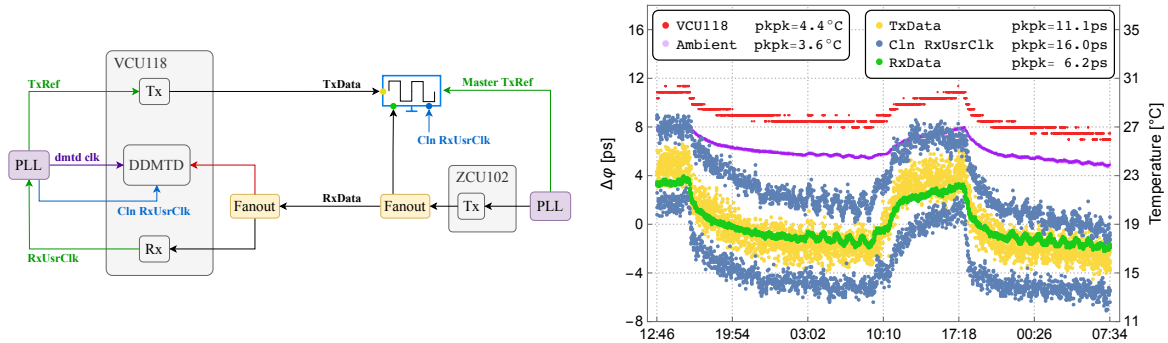 VCU118
TxRef
Tx
TxData
Master TxRef
PLL
dmtd clk
DDMTD
Cln RxUsrClk
Cln RxUsrClk
ZCU102
Fanout
RxData
Fanout
Tx
PLL
Rx
RxUsrClk
VCU118 pkpk=4.4°C
Ambient pkpk=3.6°C
TxData pkpk=11.1ps
Cln RxUsrClk pkpk=16.0ps
RxData pkpk= 6.2ps
Δφ [ps]
16
12
8
4
0
−4
−8
Temperature [°C]
35
31
27
23
19
15
11
12:46 19:54 03:02 10:10 17:18 00:26 07:34